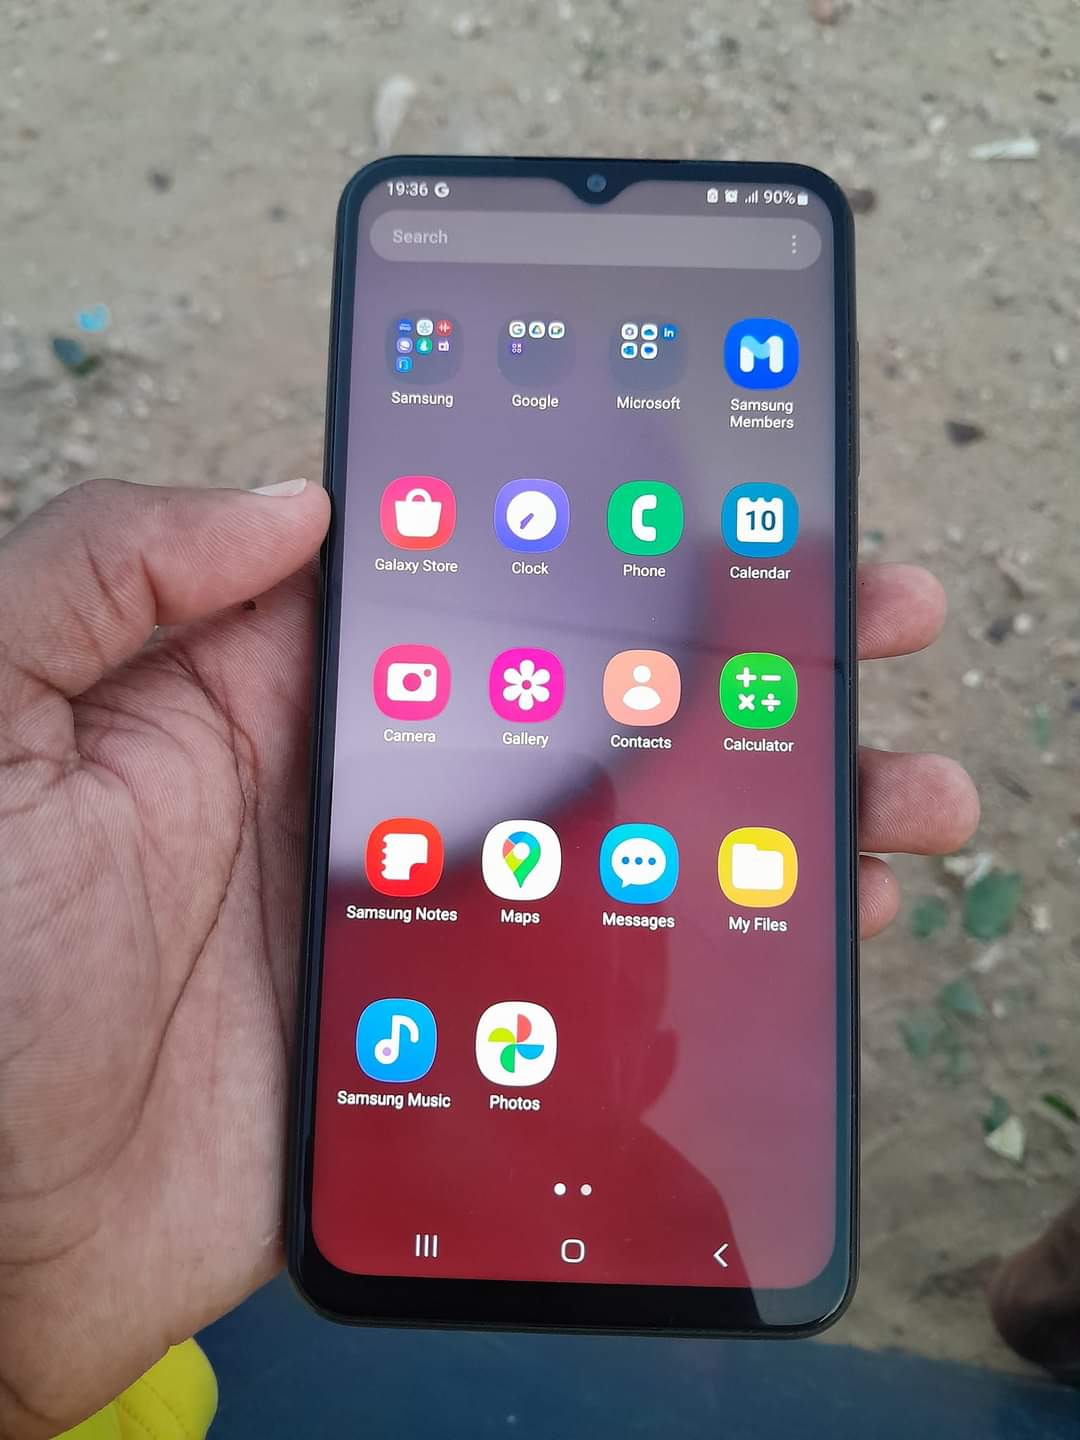 19:36 G
90%
Search
in
Samsung
Google
Microsoft
Samsung
Members
Galaxy Store
Clock
Phone
10
Calendar
Camera
Gallery
Contacts
Calculator
Samsung Notes
Maps
Messages
My Files
Samsung Music
Photos